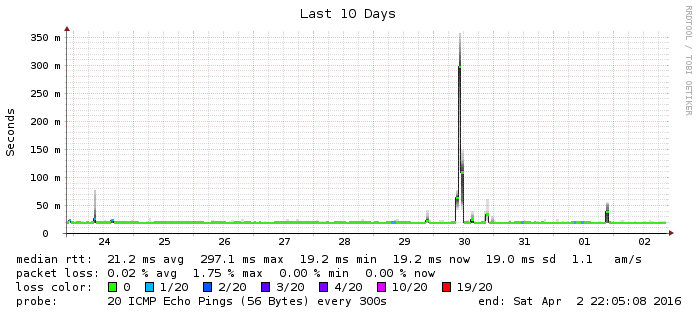 Last 10 Days
RRDTOOL / TOBI OETIKER
Seconds
350 m
300 m
250 m
200 m
150 m
100 m
50 m
0
24 25 26 27 28 29 30 31 01 02
median rtt: 21.2 ms avg 297.1 ms max 19.2 ms min 19.2 ms now 19.0 ms sd 1.1 am/s
packet loss: 0.02 % avg 1.75 % max 0.00 % min 0.00 % now
loss color: 0 1/20 2/20 3/20 4/20 10/20 19/20
probe: 20 ICMP Echo Pings (56 Bytes) every 300s end: Sat Apr 2 22:05:08 2016